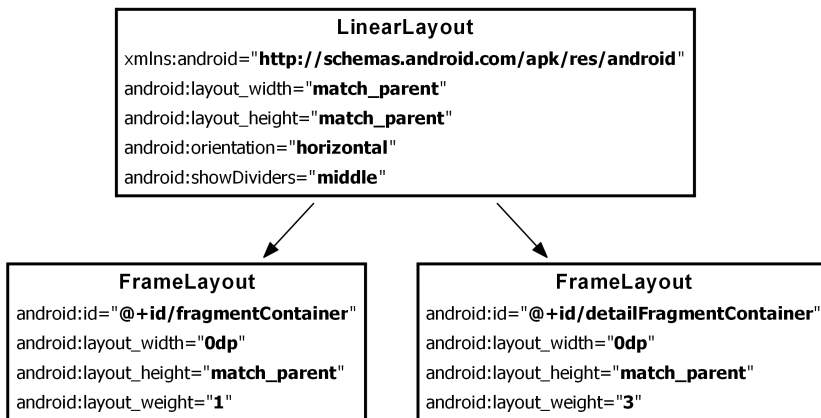 LinearLayout
xmlns:android="http://schemas.android.com/apk/res/android"
android:layout_width="match_parent"
android:layout_height="match_parent"
android:orientation="horizontal"
android:showDividers="middle"
FrameLayout
android:id="@+id/fragmentContainer"
android:layout_width="0dp"
android:layout_height="match_parent"
android:layout_weight="1"
FrameLayout
android:id="@+id/detailFragmentContainer"
android:layout_width="0dp"
android:layout_height="match_parent"
android:layout_weight="3"